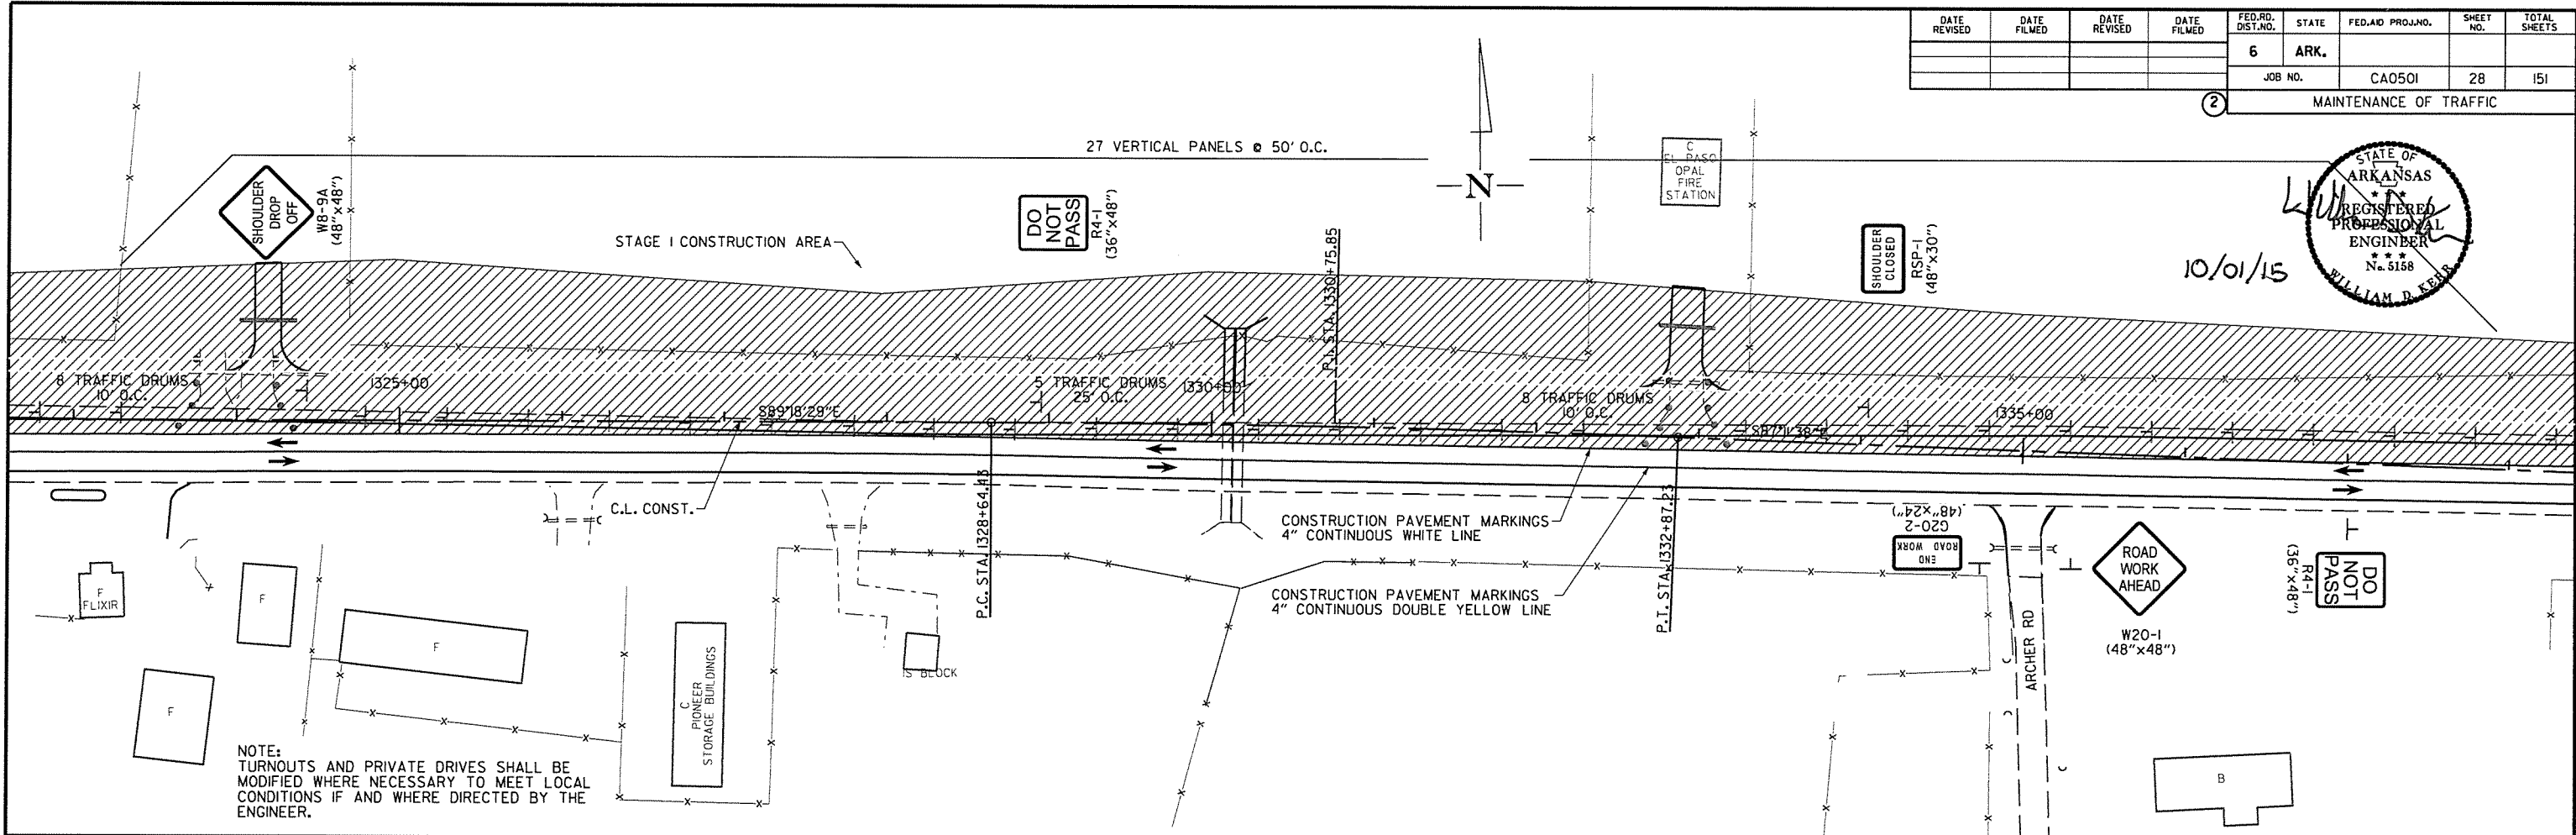 DATE REVISED
DATE FILMED
DATE REVISED
DATE FILMED
FED.RD. DIST.NO.
STATE
FED.AID PROJ.NO.
SHEET NO.
TOTAL SHEETS
6
ARK.
JOB NO.
CA0501
28
151
2
MAINTENANCE OF TRAFFIC
27 VERTICAL PANELS @ 50' O.C.
N
C
EL PASO
OPAL
FIRE
STATION
STATE OF
ARKANSAS
REGISTERED
PROFESSIONAL
ENGINEER
No. 5158
WILLIAM D. KERR
10/01/15
SHOULDER
DROP
OFF
W8-9A
(48"x48")
STAGE 1 CONSTRUCTION AREA
DO
NOT
PASS
R4-1
(36"x48")
P.I. STA. 1330+75.85
SHOULDER
CLOSED
RSP-1
(48"x30")
8 TRAFFIC DRUMS
10' O.C.
1325+00
S89°18'29"E
5 TRAFFIC DRUMS
25' O.C.
1330+00
8 TRAFFIC DRUMS
10' O.C.
S87°11'38"E
1335+00
C.L. CONST.
P.C. STA. 1328+64.43
CONSTRUCTION PAVEMENT MARKINGS
4" CONTINUOUS WHITE LINE
CONSTRUCTION PAVEMENT MARKINGS
4" CONTINUOUS DOUBLE YELLOW LINE
P.T. STA. 1332+87.23
END
ROAD WORK
G20-2
(48"x24")
ROAD
WORK
AHEAD
W20-1
(48"x48")
DO
NOT
PASS
R4-1
(36"x48")
ARCHER RD
F
FLIXIR
F
F
F
C
PIONEER
STORAGE BUILDINGS
IS BLOCK
B
NOTE:
TURNOUTS AND PRIVATE DRIVES SHALL BE
MODIFIED WHERE NECESSARY TO MEET LOCAL
CONDITIONS IF AND WHERE DIRECTED BY THE
ENGINEER.